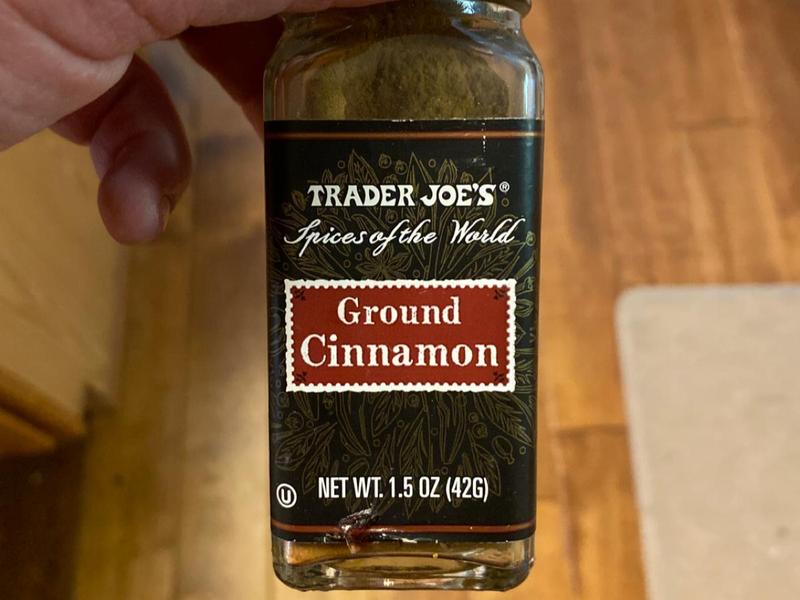 TRADER JOE'S®
Spices of the World
Ground
Cinnamon
U
NET WT. 1.5 OZ (42G)